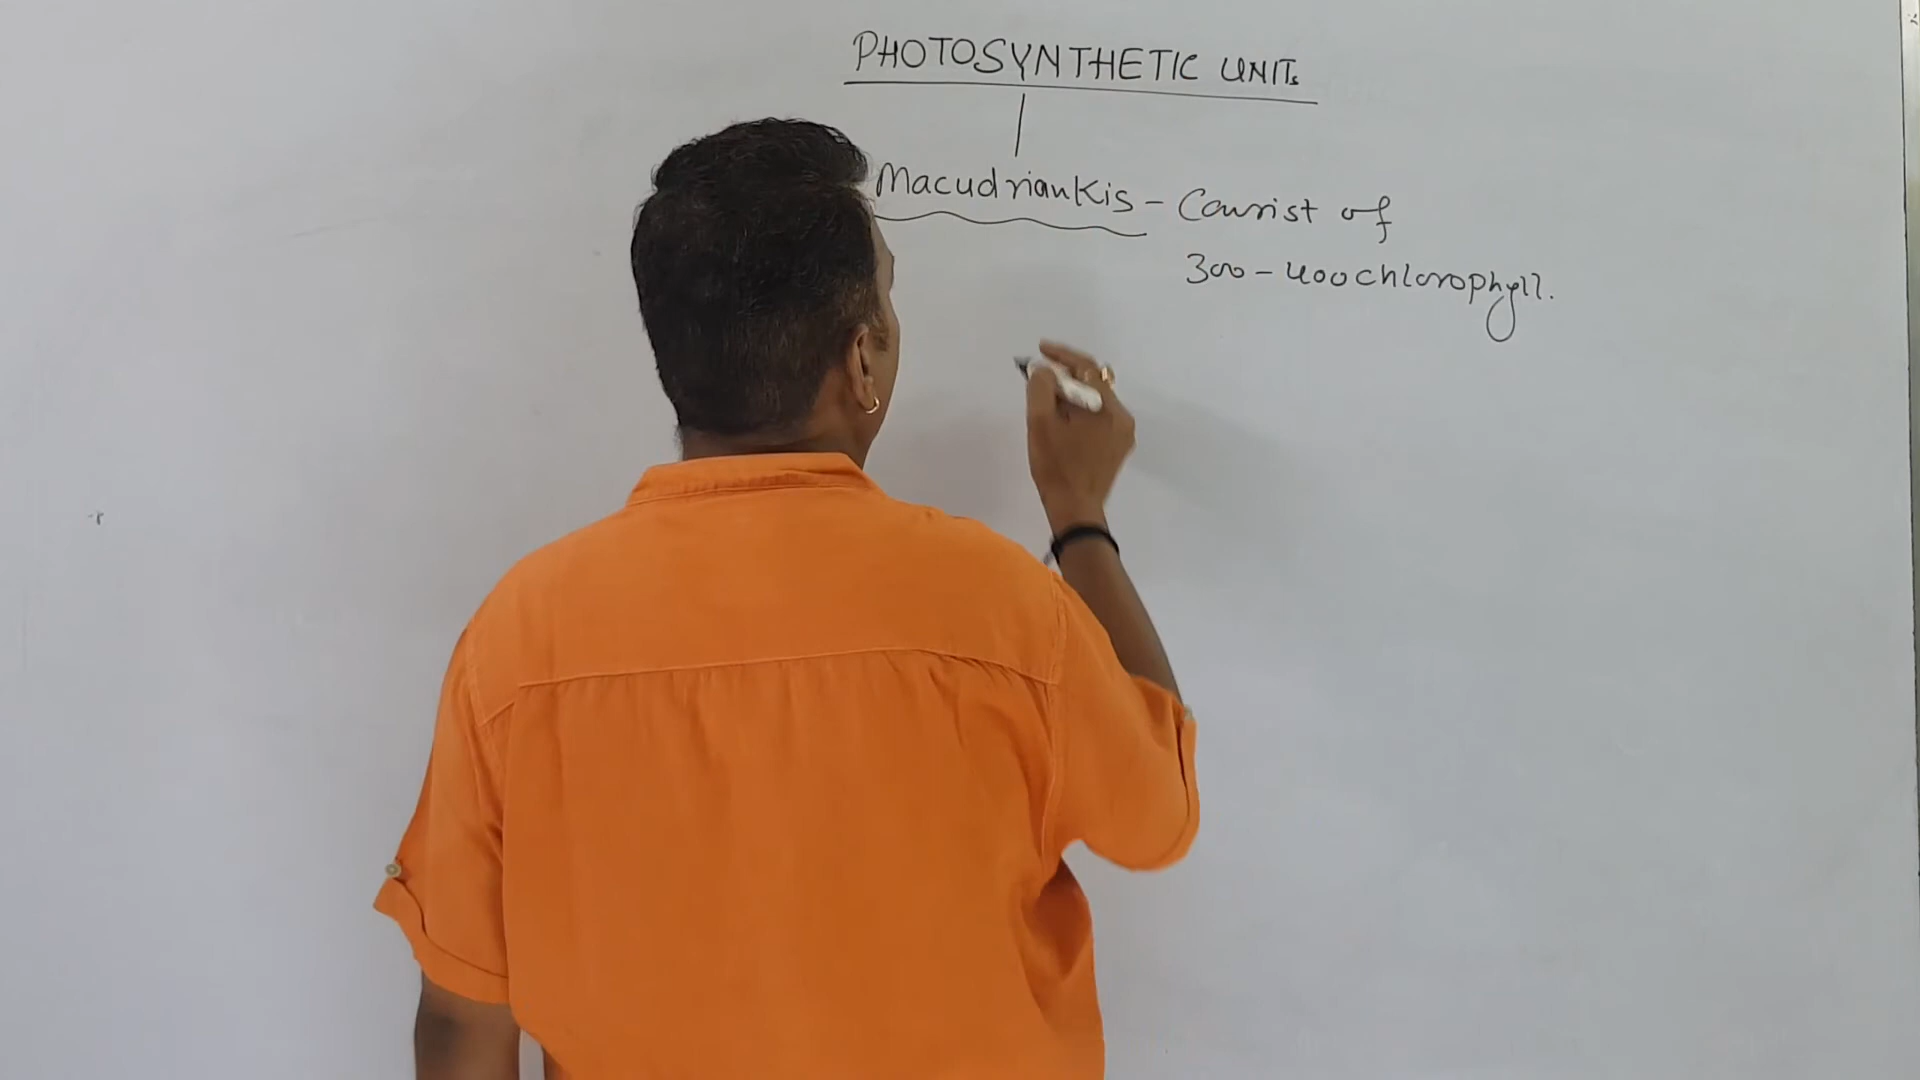 PHOTOSYNTHETIC UNITs
Macudriankis - Consist of
300 - 400 chlorophyll.